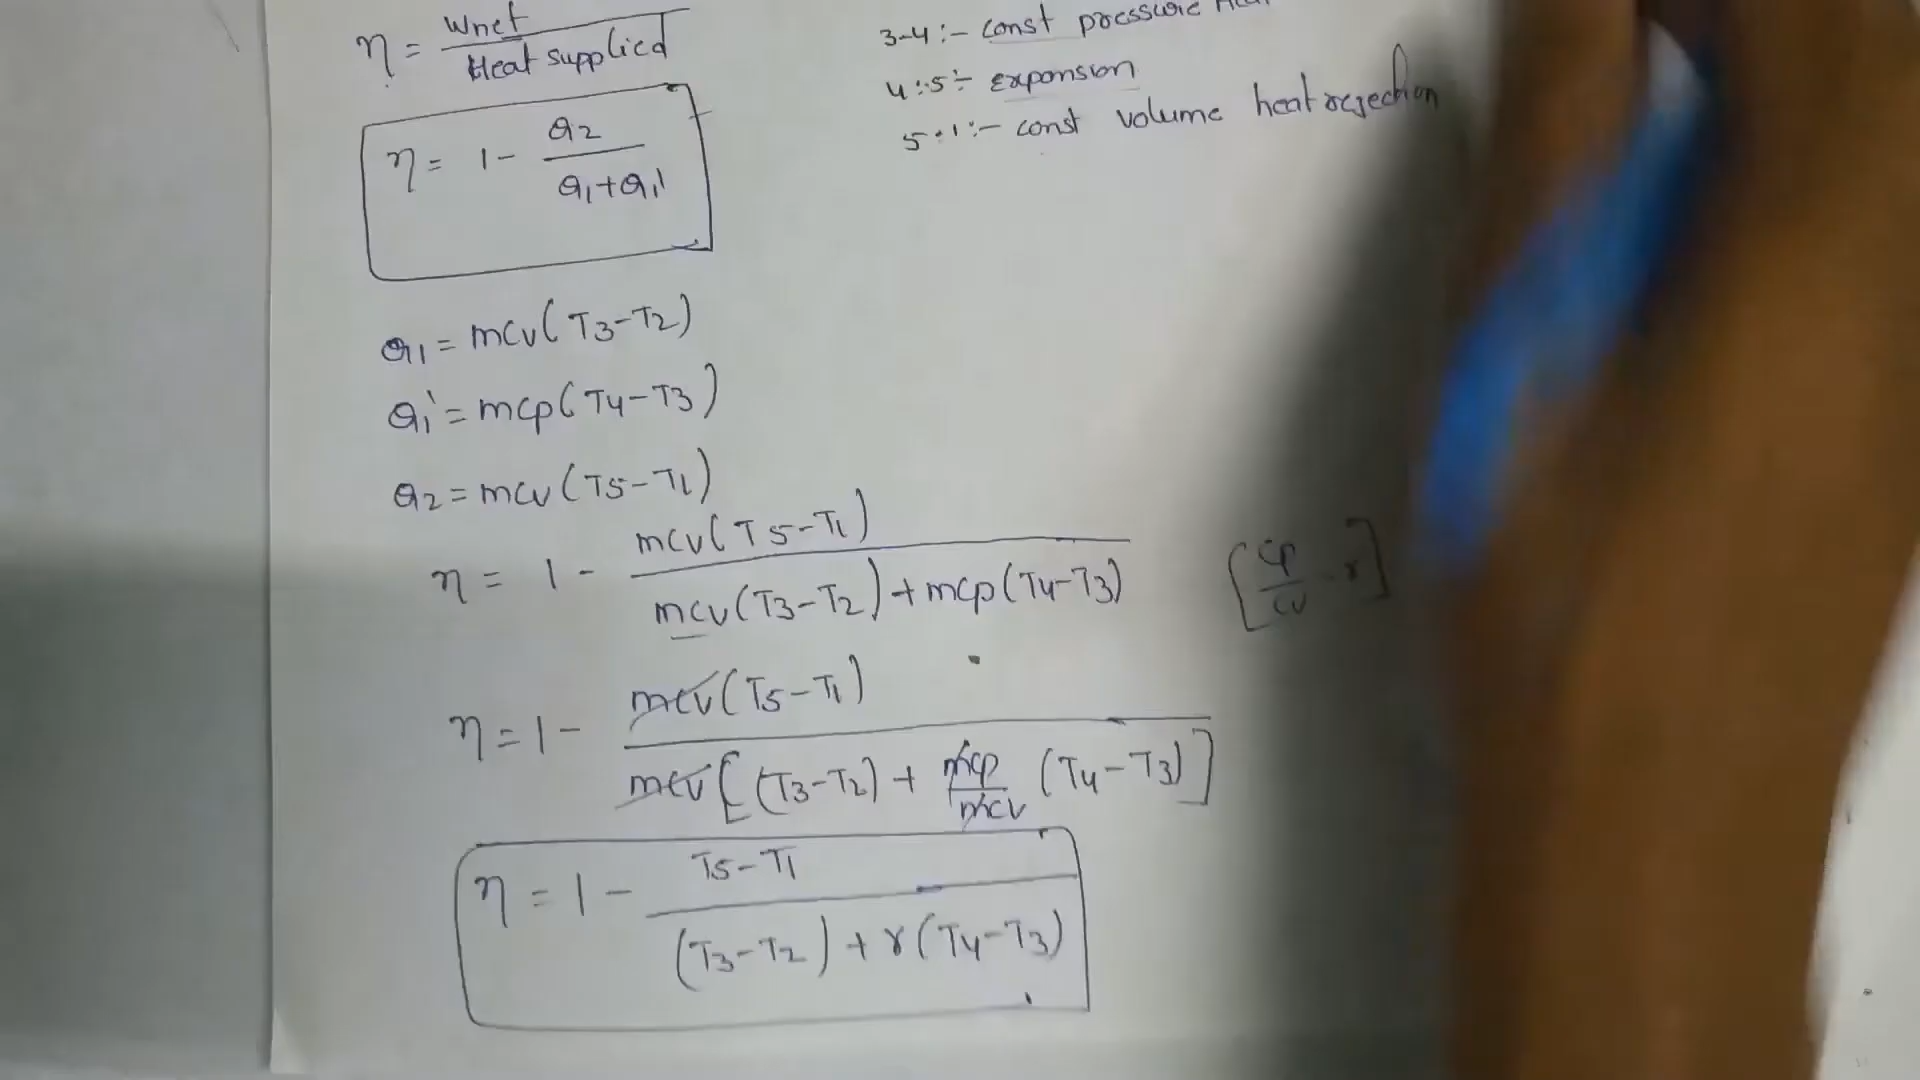 η = Wnet / Heat supplied
η = 1 - Q2 / Q1+Q1'
3-4:- const pressure
4:5:- expansion
5.1:- const volume heat rejection
Q1 = mcv(T3-T2)
Q1' = mcp(T4-T3)
Q2 = mcv(T5-T1)
η = 1 - mcv(T5-T1) / mcv(T3-T2)+mcp(T4-T3) [cp/cv = γ]
η = 1 - mcv(T5-T1) / mcv[(T3-T2)+ mcp/mcv (T4-T3)]
η = 1 - T5-T1 / (T3-T2)+γ(T4-T3)